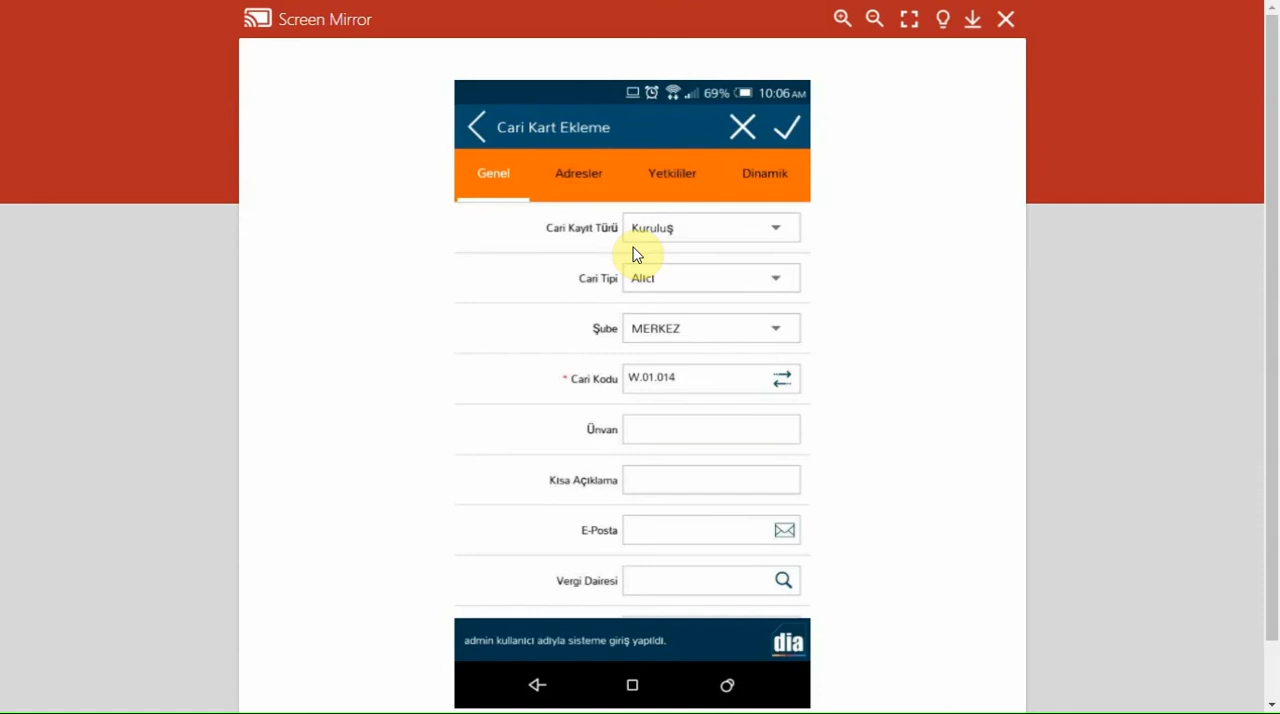 Screen Mirror
69% 10:06 AM
Cari Kart Ekleme
Genel Adresler Yetkililer Dinamik
Cari Kayıt Türü Kuruluş
Cari Tipi Alıcı
Şube MERKEZ
* Cari Kodu W.01.014
Ünvan
Kısa Açıklama
E-Posta
Vergi Dairesi
admin kullanıcı adıyla sisteme giriş yapıldı.
dia